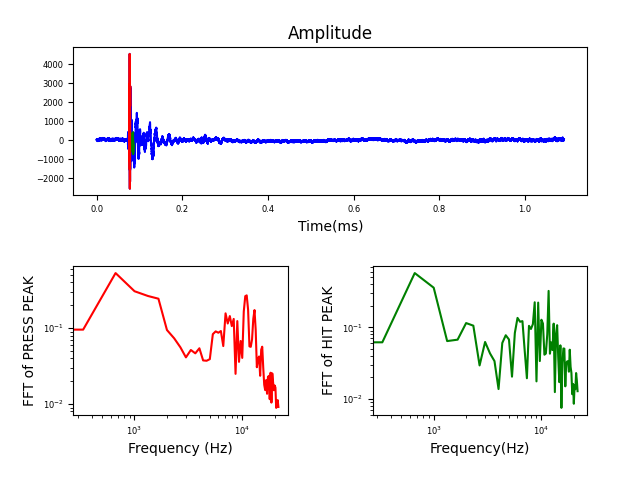 Amplitude
4000
3000
2000
1000
0
−1000
−2000
0.0 0.2 0.4 0.6 0.8 1.0
Time(ms)
FFT of PRESS PEAK
10⁻¹
10⁻²
10³ 10⁴
Frequency (Hz)
FFT of HIT PEAK
10⁻¹
10⁻²
10³ 10⁴
Frequency(Hz)